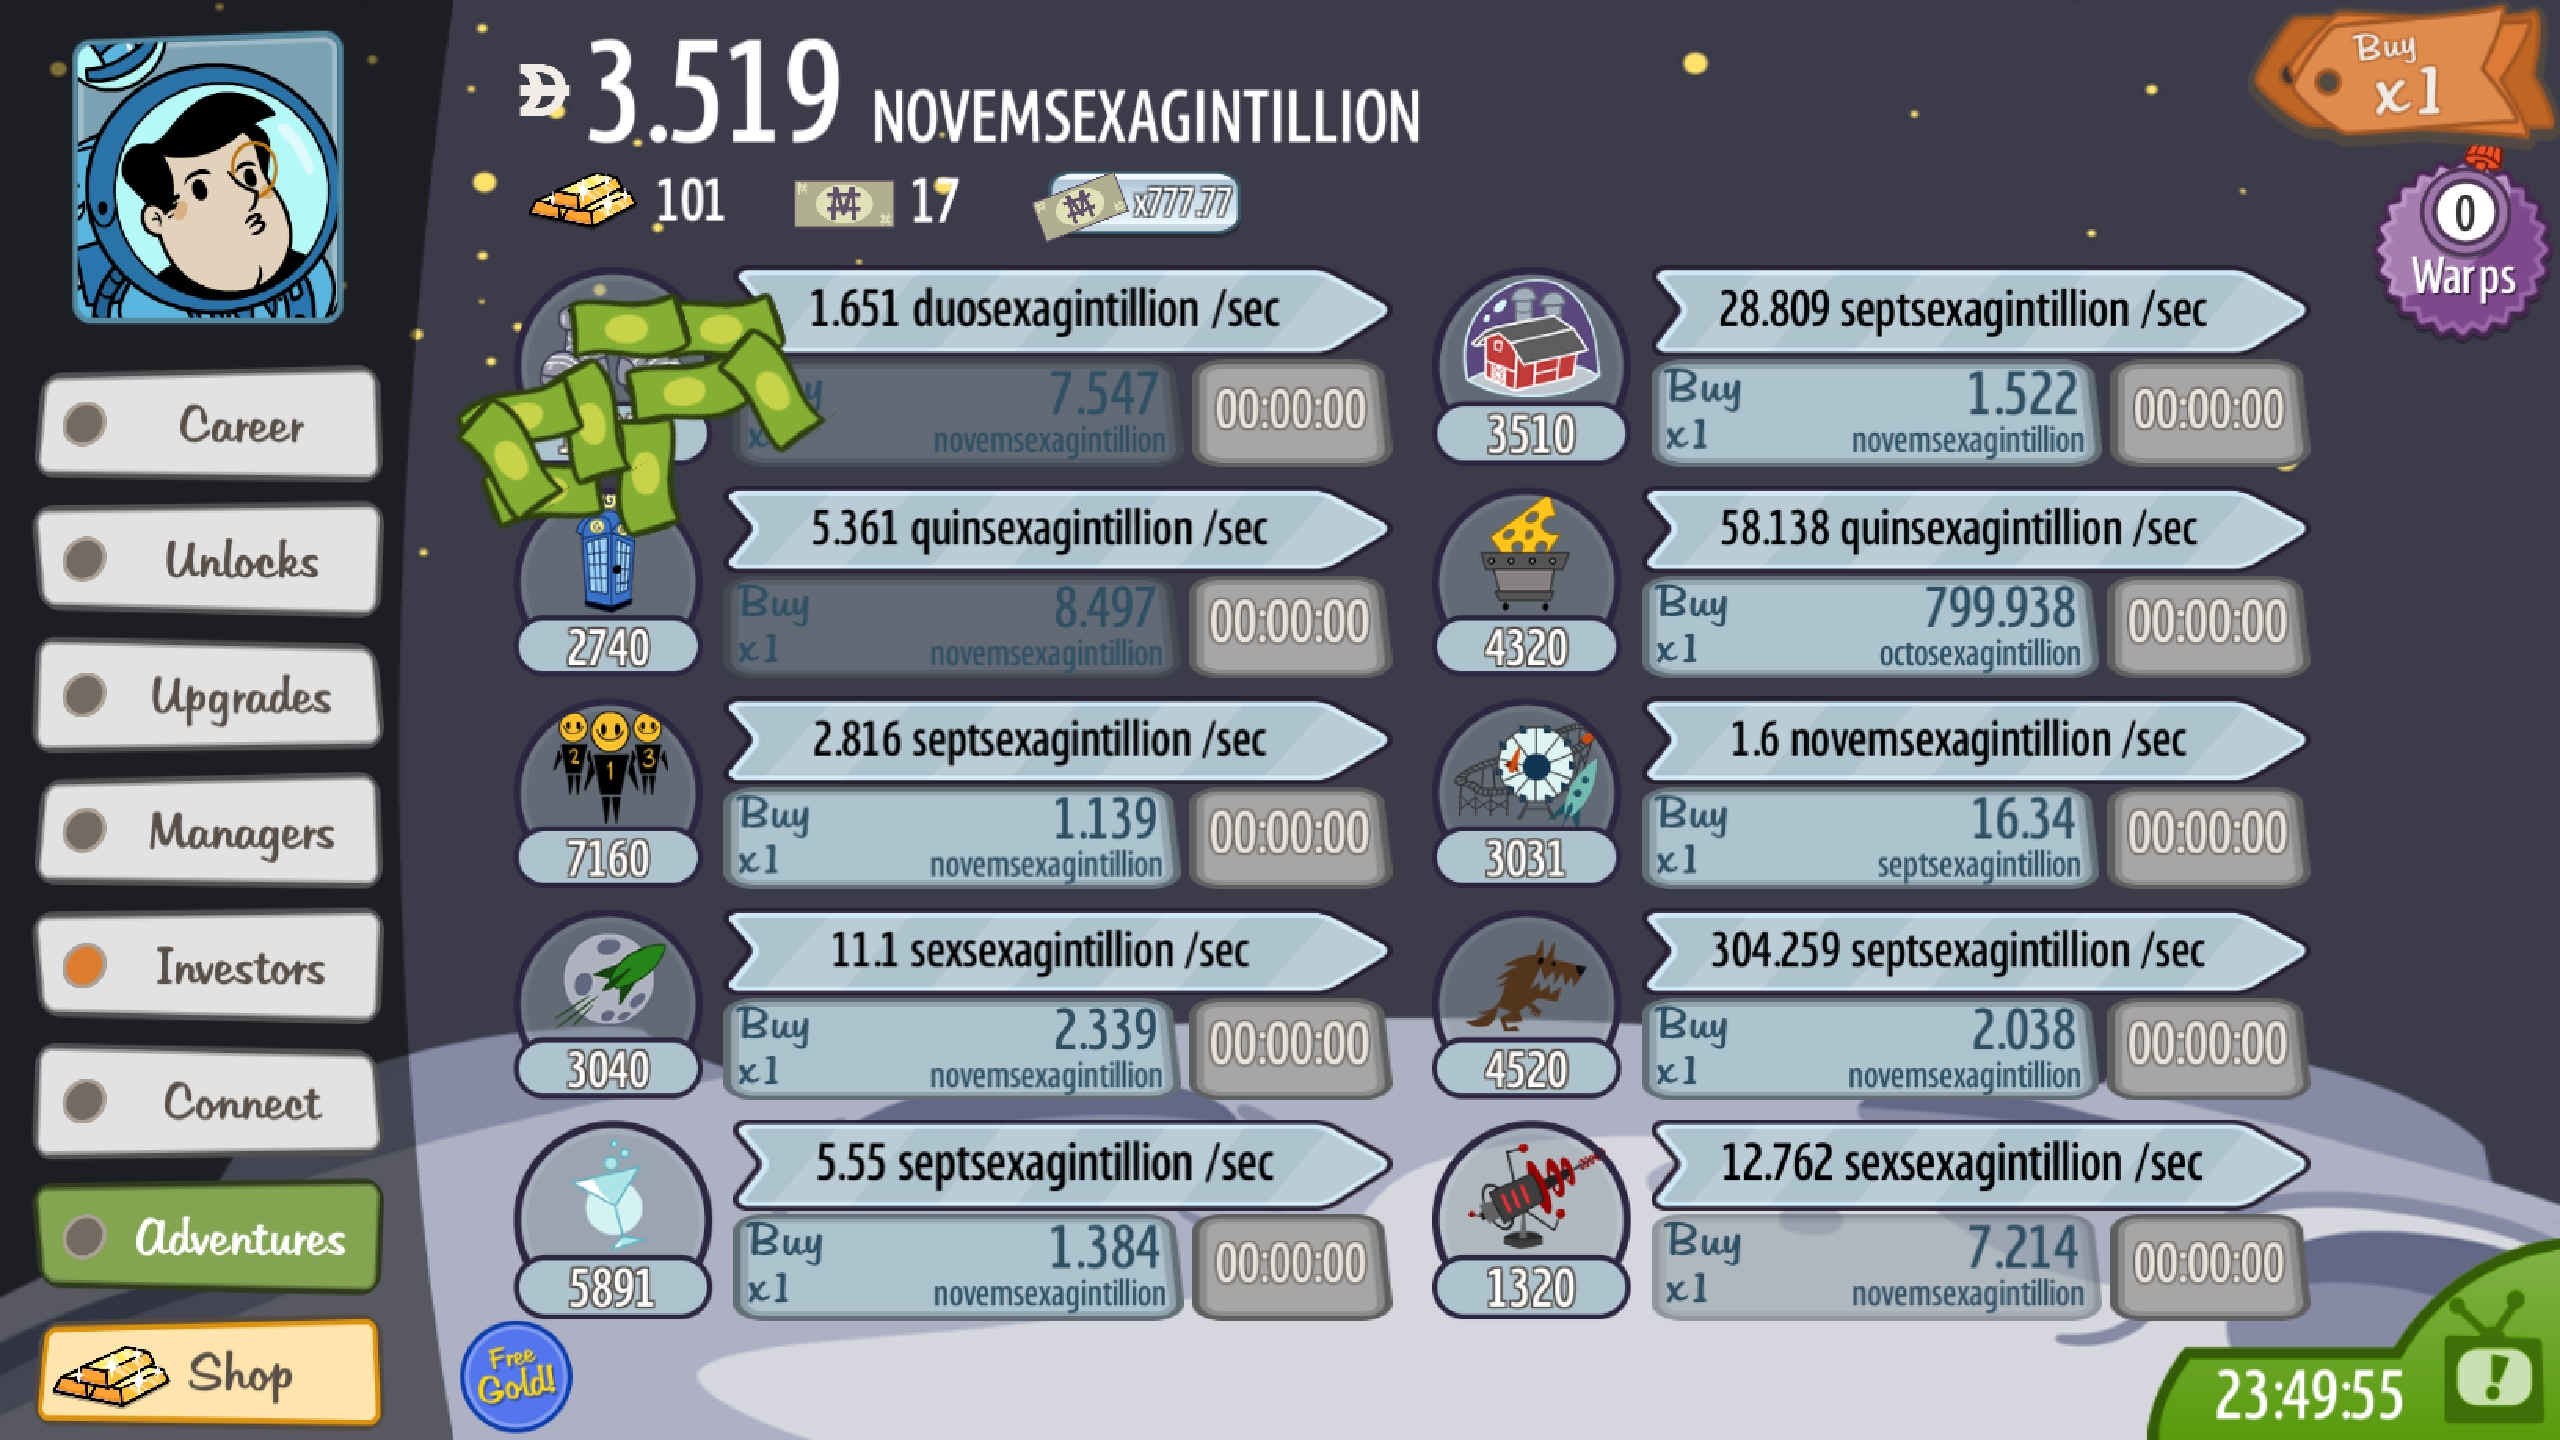 3.519 NOVEMSEXAGINTILLION
Buy
x1
101
17
x777.77
0
Warps
Career
Unlocks
Upgrades
Managers
Investors
Connect
Adventures
Shop
1.651 duosexagintillion /sec
7.547
novemsexagintillion
00:00:00
2740
5.361 quinsexagintillion /sec
Buy
x1
8.497
novemsexagintillion
00:00:00
2 1 3
7160
2.816 septsexagintillion /sec
Buy
x1
1.139
novemsexagintillion
00:00:00
3040
11.1 sexsexagintillion /sec
Buy
x1
2.339
novemsexagintillion
00:00:00
5891
5.55 septsexagintillion /sec
Buy
x1
1.384
novemsexagintillion
00:00:00
3510
28.809 septsexagintillion /sec
Buy
x1
1.522
novemsexagintillion
00:00:00
4320
58.138 quinsexagintillion /sec
Buy
x1
799.938
octosexagintillion
00:00:00
3031
1.6 novemsexagintillion /sec
Buy
x1
16.34
septsexagintillion
00:00:00
4520
304.259 septsexagintillion /sec
Buy
x1
2.038
novemsexagintillion
00:00:00
1320
12.762 sexsexagintillion /sec
Buy
x1
7.214
novemsexagintillion
00:00:00
Free
Gold!
23:49:55
!